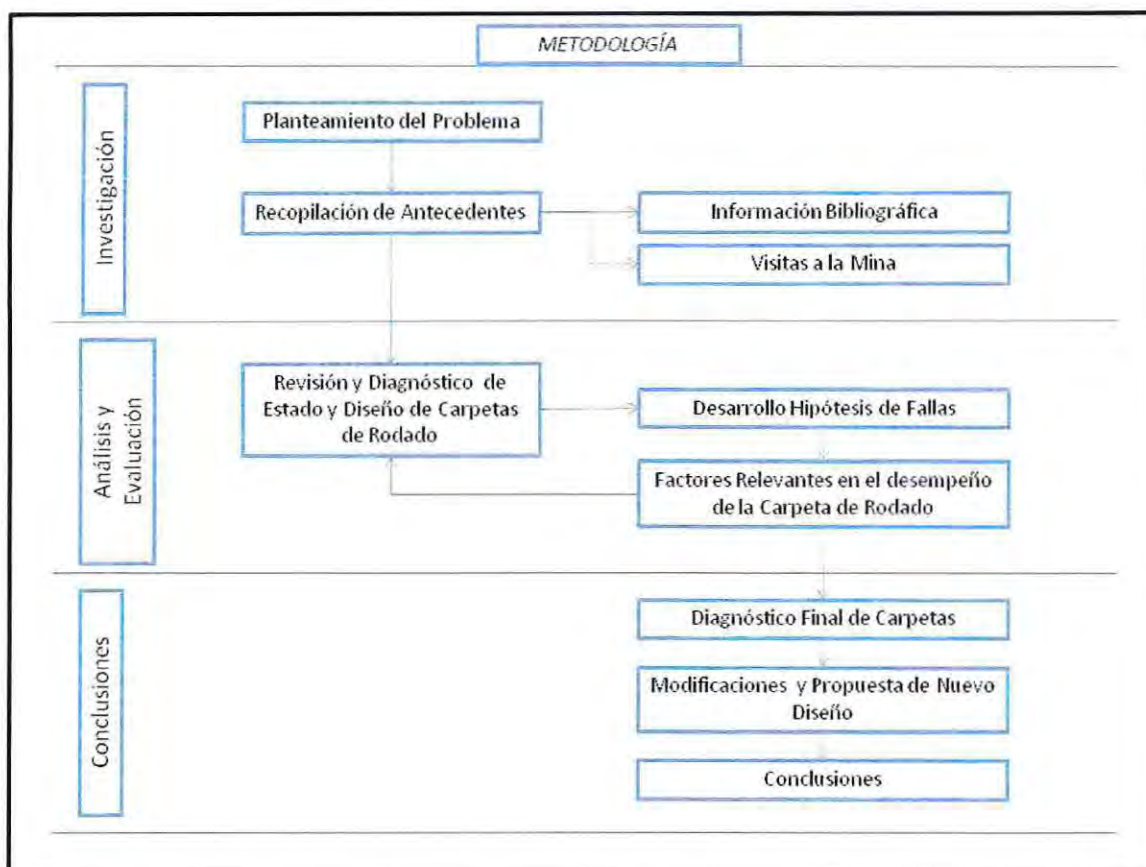 METODOLOGÍA
Investigación
Planteamiento del Problema
Recopilación de Antecedentes
Información Bibliográfica
Visitas a la Mina
Análisis y
Evaluación
Revisión y Diagnóstico de
Estado y Diseño de Carpetas
de Rodado
Desarrollo Hipótesis de Fallas
Factores Relevantes en el desempeño
de la Carpeta de Rodado
Conclusiones
Diagnóstico Final de Carpetas
Modificaciones y Propuesta de Nuevo
Diseño
Conclusiones